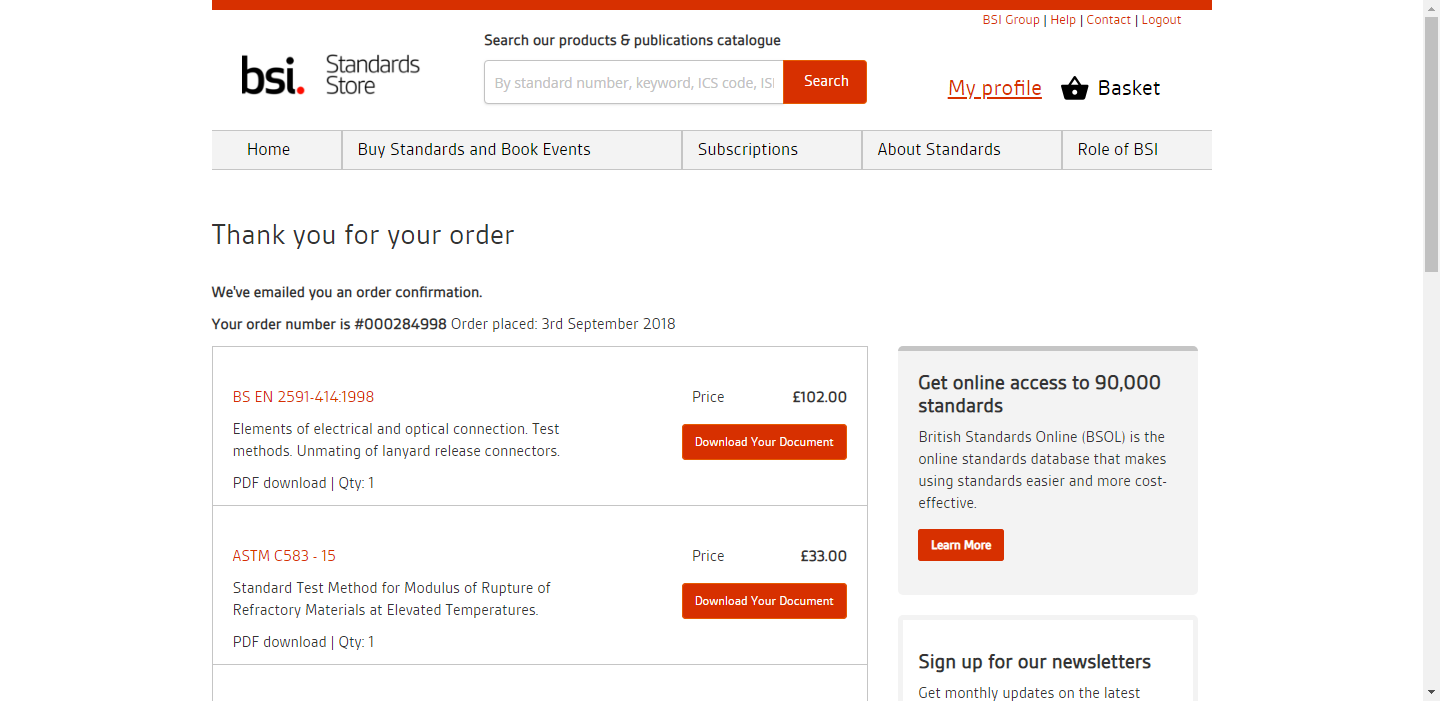 BSI Group | Help | Contact | Logout
bsi. Standards Store
Search our products & publications catalogue
By standard number, keyword, ICS code, ISI
Search
My profile
Basket
Home
Buy Standards and Book Events
Subscriptions
About Standards
Role of BSI
Thank you for your order
We've emailed you an order confirmation.
Your order number is #000284998 Order placed: 3rd September 2018
BS EN 2591-414:1998
Price £102.00
Elements of electrical and optical connection. Test
methods. Unmating of lanyard release connectors.
Download Your Document
PDF download | Qty: 1
ASTM C583 - 15
Price £33.00
Standard Test Method for Modulus of Rupture of
Refractory Materials at Elevated Temperatures.
Download Your Document
PDF download | Qty: 1
Get online access to 90,000
standards
British Standards Online (BSOL) is the
online standards database that makes
using standards easier and more cost-
effective.
Learn More
Sign up for our newsletters
Get monthly updates on the latest